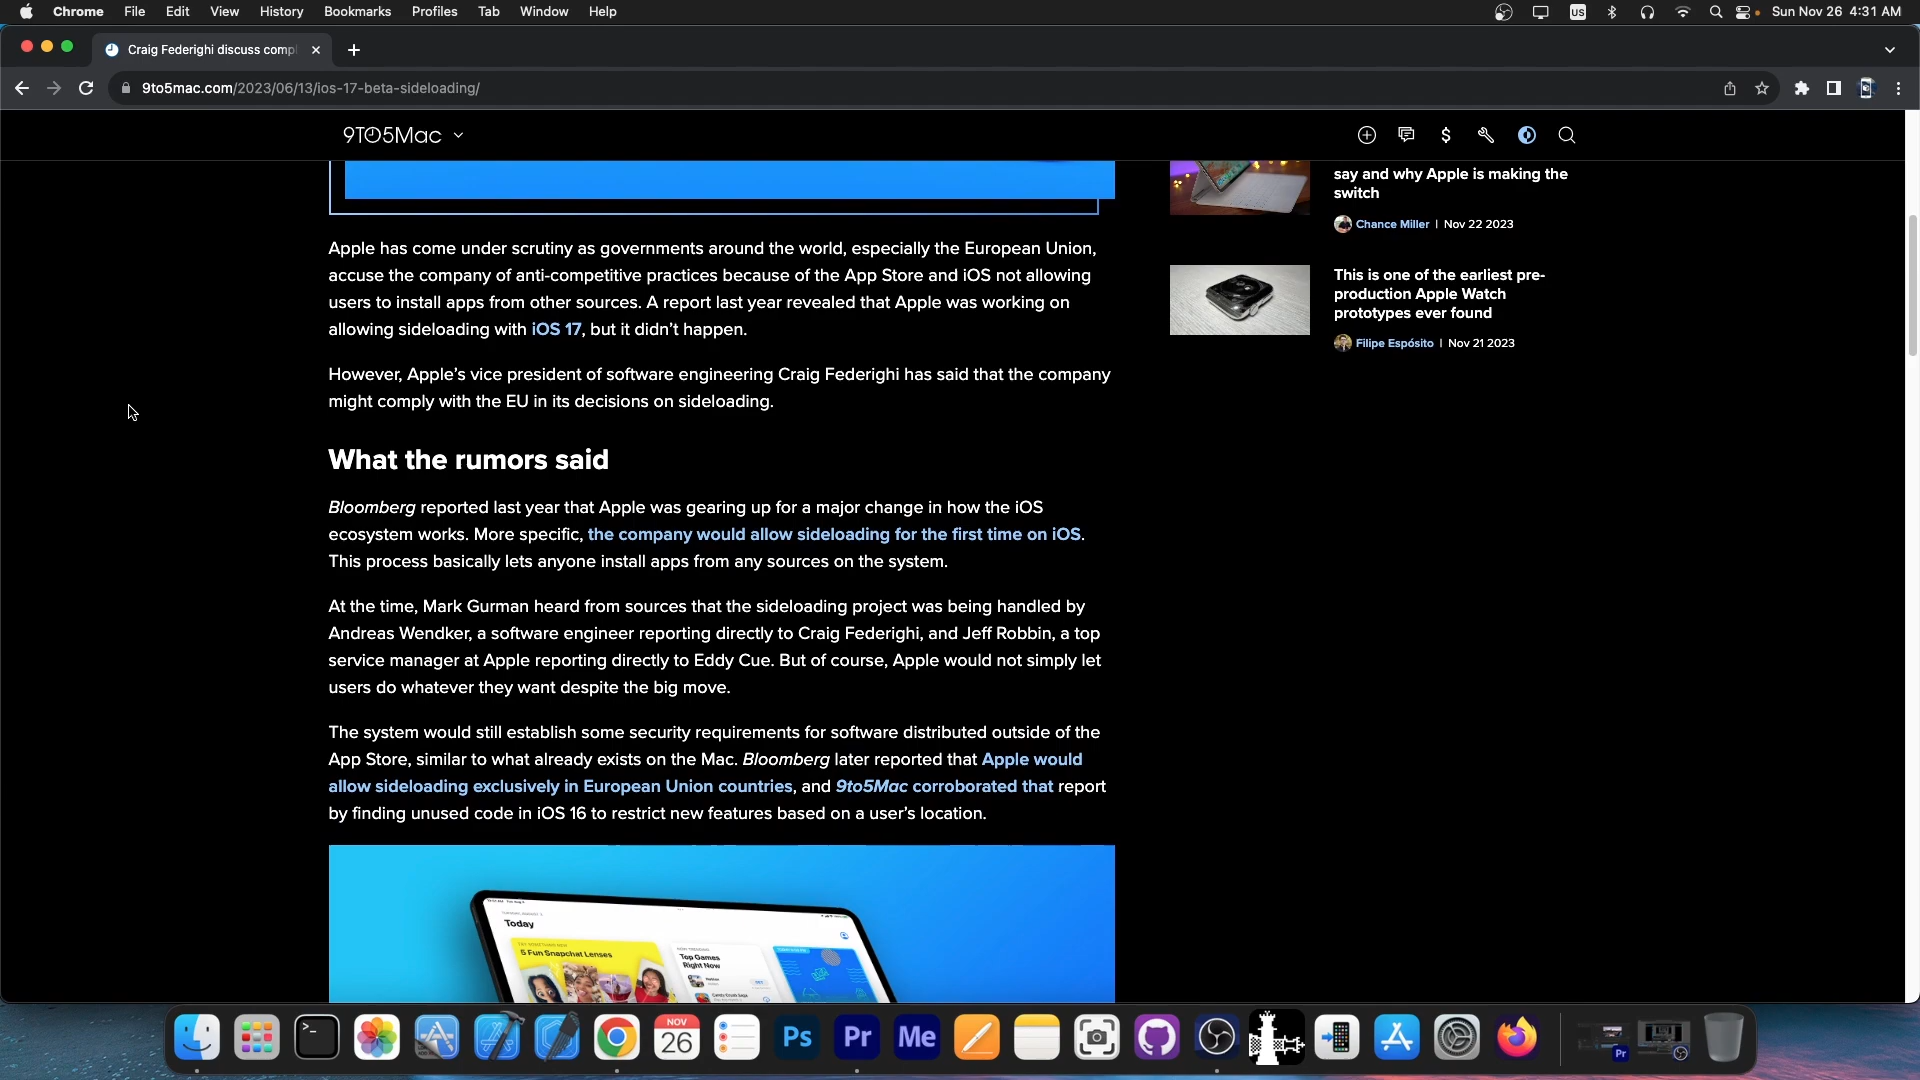 Chrome File Edit View History Bookmarks Profiles Tab Window Help US Sun Nov 26 4:31 AM
Craig Federighi discuss compl
9to5mac.com/2023/06/13/ios-17-beta-sideloading/
9TO5Mac
$
say and why Apple is making the
switch
Chance Miller | Nov 22 2023
This is one of the earliest pre-
production Apple Watch
prototypes ever found
Filipe Espósito | Nov 21 2023
Apple has come under scrutiny as governments around the world, especially the European Union,
accuse the company of anti-competitive practices because of the App Store and iOS not allowing
users to install apps from other sources. A report last year revealed that Apple was working on
allowing sideloading with iOS 17, but it didn't happen.
However, Apple's vice president of software engineering Craig Federighi has said that the company
might comply with the EU in its decisions on sideloading.
What the rumors said
Bloomberg reported last year that Apple was gearing up for a major change in how the iOS
ecosystem works. More specific, the company would allow sideloading for the first time on iOS.
This process basically lets anyone install apps from any sources on the system.
At the time, Mark Gurman heard from sources that the sideloading project was being handled by
Andreas Wendker, a software engineer reporting directly to Craig Federighi, and Jeff Robbin, a top
service manager at Apple reporting directly to Eddy Cue. But of course, Apple would not simply let
users do whatever they want despite the big move.
The system would still establish some security requirements for software distributed outside of the
App Store, similar to what already exists on the Mac. Bloomberg later reported that Apple would
allow sideloading exclusively in European Union countries, and 9to5Mac corroborated that report
by finding unused code in iOS 16 to restrict new features based on a user's location.
Today
5 Fun Snapchat Lenses
Top Games
Right Now
NOV
26
Ps
Pr
Me
Pr